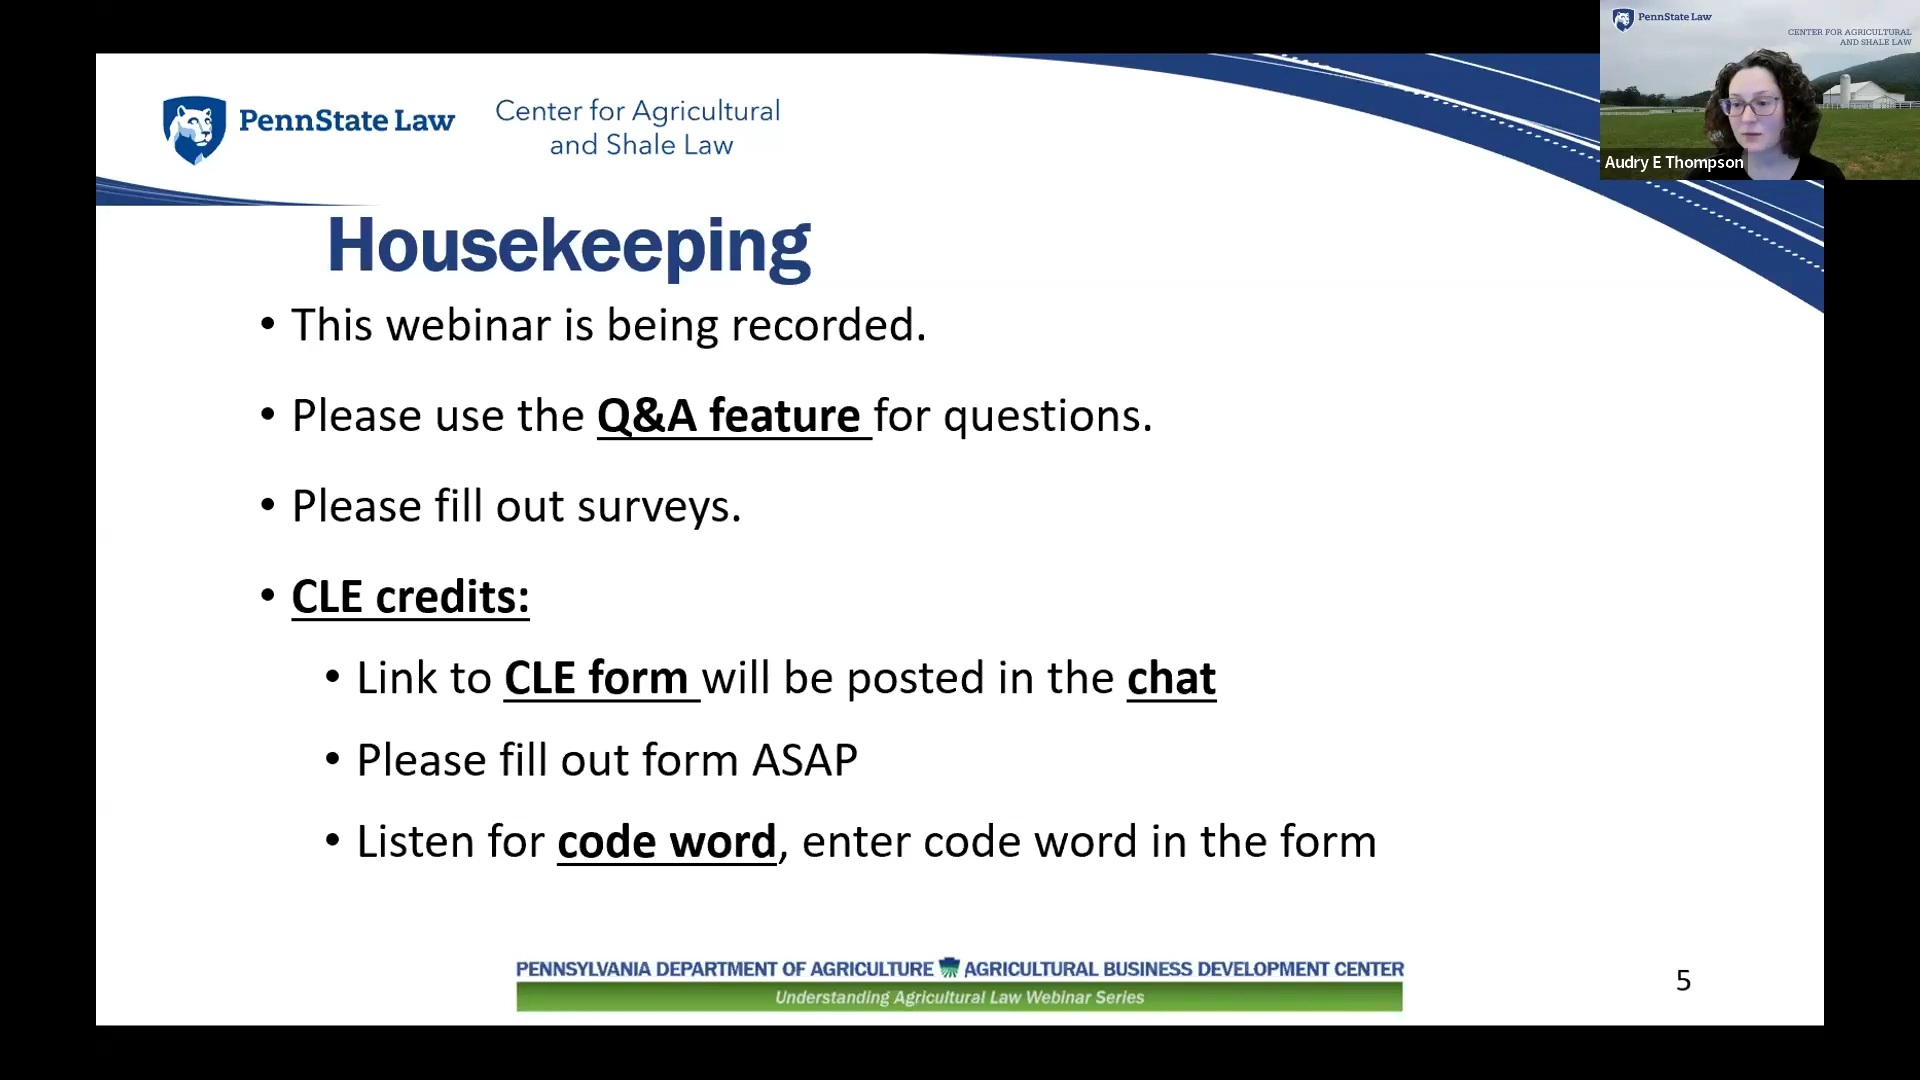 PennState Law
Center for Agricultural
and Shale Law
PennState Law
CENTER FOR AGRICULTURAL
AND SHALE LAW
Audry E Thompson
Housekeeping
• This webinar is being recorded.
• Please use the Q&A feature for questions.
• Please fill out surveys.
• CLE credits:
• Link to CLE form will be posted in the chat
• Please fill out form ASAP
• Listen for code word, enter code word in the form
PENNSYLVANIA DEPARTMENT OF AGRICULTURE AGRICULTURAL BUSINESS DEVELOPMENT CENTER
Understanding Agricultural Law Webinar Series
5